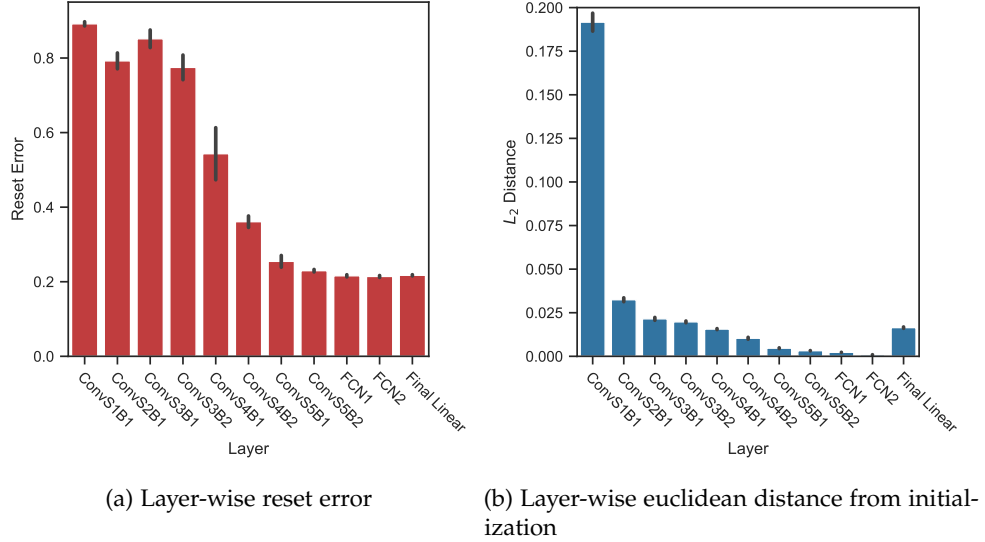 0.8
0.6
0.4
0.2
0.0
Reset Error
ConvS1B1
ConvS2B1
ConvS3B1
ConvS3B2
ConvS4B1
ConvS4B2
ConvS5B1
ConvS5B2
FCN1
FCN2
Final Linear
Layer
(a) Layer-wise reset error
0.200
0.175
0.150
0.125
0.100
0.075
0.050
0.025
0.000
L₂ Distance
ConvS1B1
ConvS2B1
ConvS3B1
ConvS3B2
ConvS4B1
ConvS4B2
ConvS5B1
ConvS5B2
FCN1
FCN2
Final Linear
Layer
(b) Layer-wise euclidean distance from initial-
ization